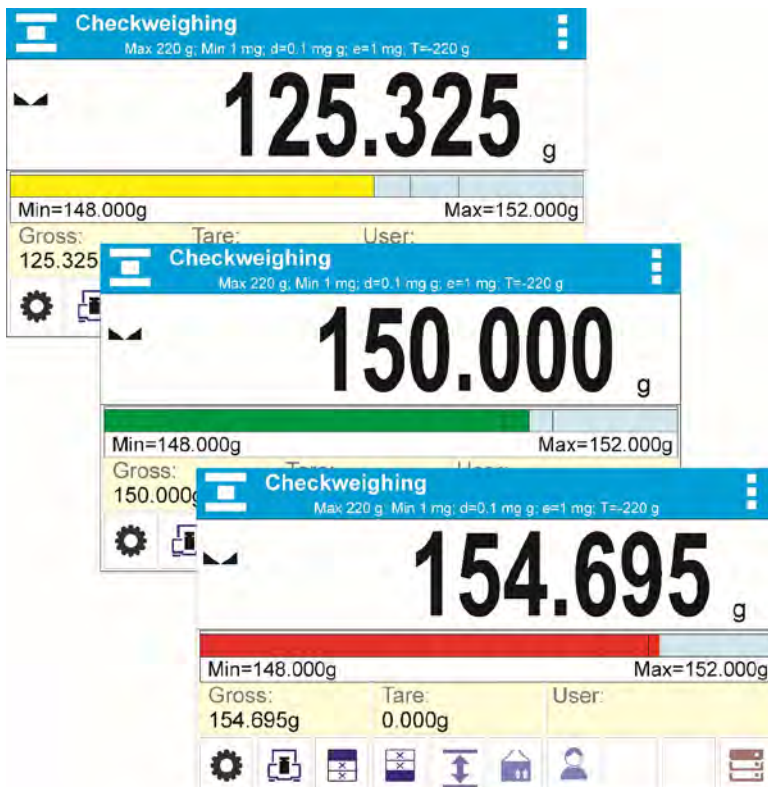 Checkweighing
Max 220 g; Min 1 mg; d=0.1 mg g; e=1 mg; T=-220 g
125.325 g
Min=148.000g Max=152.000g
Gross: Tare: User:
125.325
Checkweighing
Max 220 g; Min 1 mg; d=0.1 mg g; e=1 mg; T=-220 g
150.000 g
Min=148.000g Max=152.000g
Gross:
150.000g
Checkweighing
Max 220 g; Min 1 mg; d=0.1 mg g; e=1 mg; T=-220 g
154.695 g
Min=148.000g Max=152.000g
Gross: Tare: User:
154.695g 0.000g